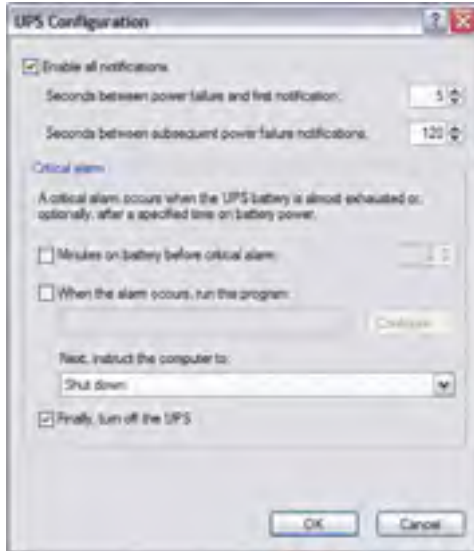 UPS Configuration
Enable all notifications
Seconds between power failure and first notification: 5
Seconds between subsequent power failure notifications: 120
Critical alarm
A critical alarm occurs when the UPS battery is almost exhausted or,
optionally, after a specified time on battery power.
Minutes on battery before critical alarm:
When the alarm occurs, run this program:
Configure...
Next, instruct the computer to:
Shut down
Finally, turn off the UPS
OK Cancel